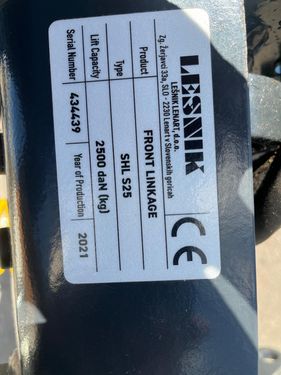 LEŠNIK
LEŠNIK LENART, d.o.o.
Zg. Žerjavci 33a, SLO - 2230 Lenart v Slovenskih goricah
CE
Product FRONT LINKAGE
Type SHL S25
Lift Capacity 2500 daN (kg)
Serial Number 434439 Year of Production 2021